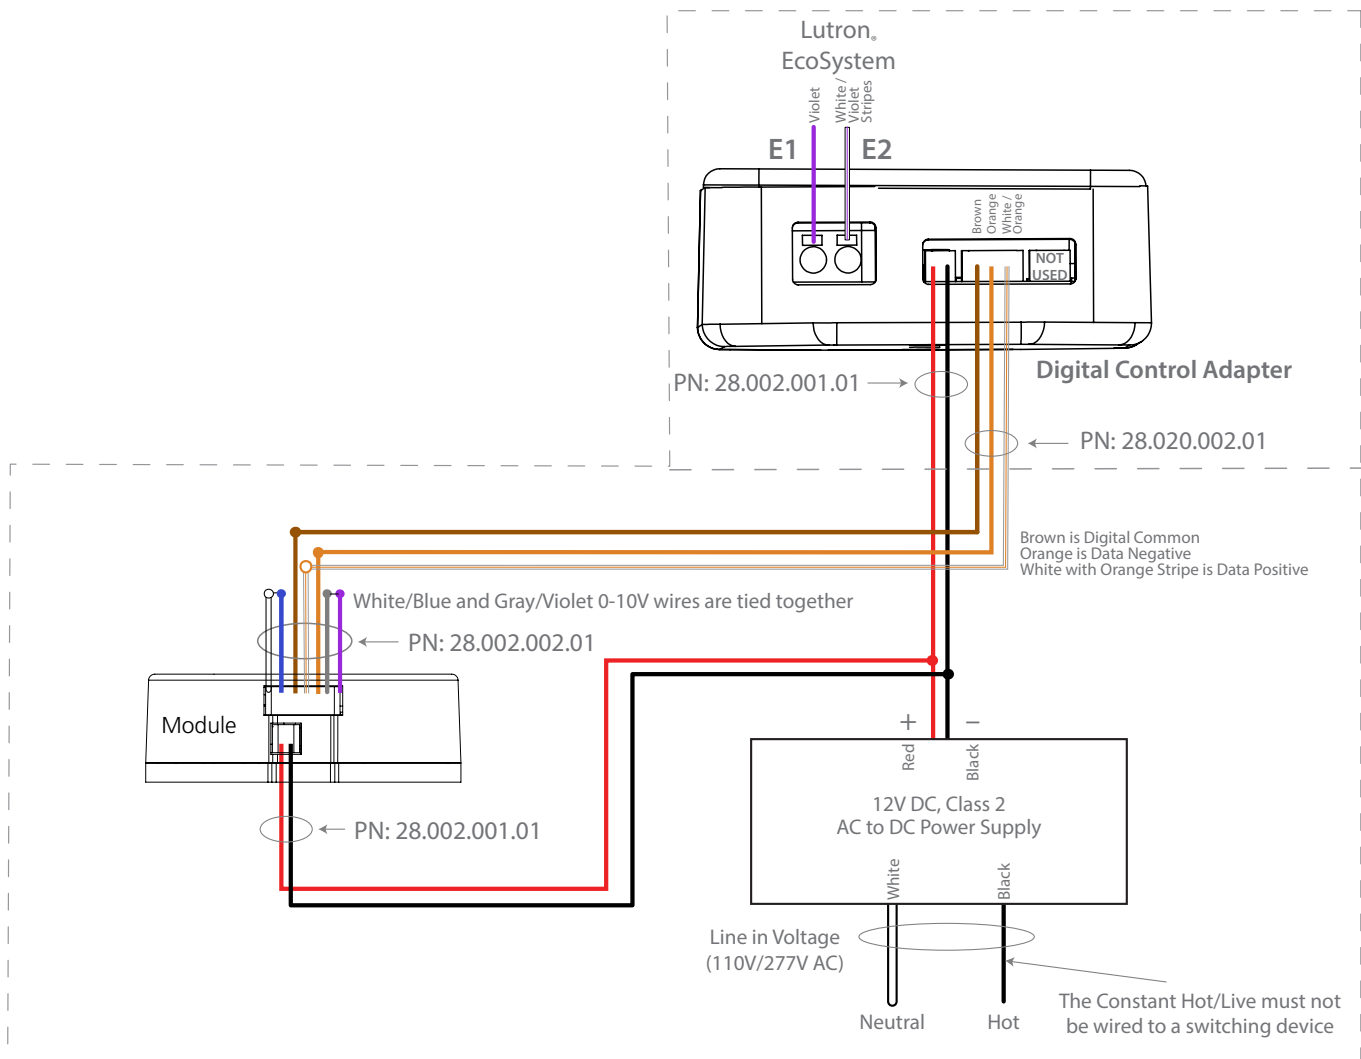 Lutron®
EcoSystem
Violet
White /
Violet
Stripes
E1
E2
Brown
Orange
White /
Orange
NOT
USED
PN: 28.002.001.01
Digital Control Adapter
PN: 28.020.002.01
Brown is Digital Common
Orange is Data Negative
White with Orange Stripe is Data Positive
White/Blue and Gray/Violet 0-10V wires are tied together
PN: 28.002.002.01
Module
PN: 28.002.001.01
+
–
Red
Black
12V DC, Class 2
AC to DC Power Supply
White
Black
Line in Voltage
(110V/277V AC)
Neutral
Hot
The Constant Hot/Live must not
be wired to a switching device